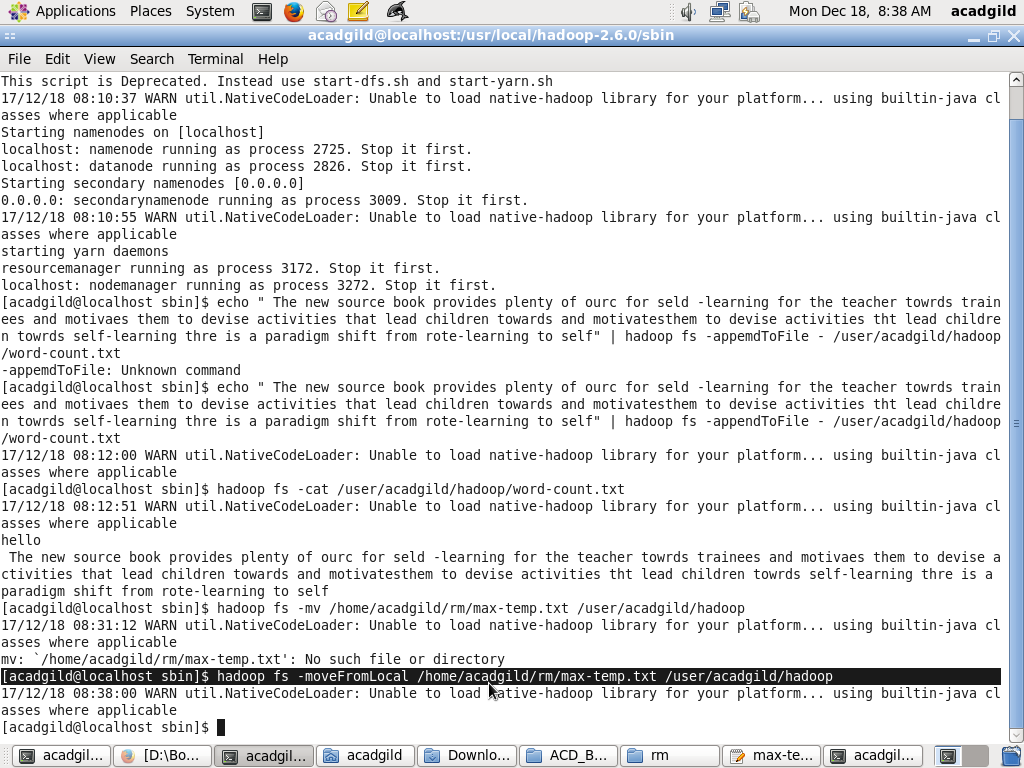 Applications Places System Mon Dec 18, 8:38 AM acadgild
acadgild@localhost:/usr/local/hadoop-2.6.0/sbin
File Edit View Search Terminal Help
This script is Deprecated. Instead use start-dfs.sh and start-yarn.sh
17/12/18 08:10:37 WARN util.NativeCodeLoader: Unable to load native-hadoop library for your platform... using builtin-java cl
asses where applicable
Starting namenodes on [localhost]
localhost: namenode running as process 2725. Stop it first.
localhost: datanode running as process 2826. Stop it first.
Starting secondary namenodes [0.0.0.0]
0.0.0.0: secondarynamenode running as process 3009. Stop it first.
17/12/18 08:10:55 WARN util.NativeCodeLoader: Unable to load native-hadoop library for your platform... using builtin-java cl
asses where applicable
starting yarn daemons
resourcemanager running as process 3172. Stop it first.
localhost: nodemanager running as process 3272. Stop it first.
[acadgild@localhost sbin]$ echo " The new source book provides plenty of ourc for seld -learning for the teacher towrds train
ees and motivaes them to devise activities that lead children towards and motivatesthem to devise activities tht lead childre
n towrds self-learning thre is a paradigm shift from rote-learning to self" | hadoop fs -appemdToFile - /user/acadgild/hadoop
/word-count.txt
-appemdToFile: Unknown command
[acadgild@localhost sbin]$ echo " The new source book provides plenty of ourc for seld -learning for the teacher towrds train
ees and motivaes them to devise activities that lead children towards and motivatesthem to devise activities tht lead childre
n towrds self-learning thre is a paradigm shift from rote-learning to self" | hadoop fs -appendToFile - /user/acadgild/hadoop
/word-count.txt
17/12/18 08:12:00 WARN util.NativeCodeLoader: Unable to load native-hadoop library for your platform... using builtin-java cl
asses where applicable
[acadgild@localhost sbin]$ hadoop fs -cat /user/acadgild/hadoop/word-count.txt
17/12/18 08:12:51 WARN util.NativeCodeLoader: Unable to load native-hadoop library for your platform... using builtin-java cl
asses where applicable
hello
The new source book provides plenty of ourc for seld -learning for the teacher towrds trainees and motivaes them to devise a
ctivities that lead children towards and motivatesthem to devise activities tht lead children towrds self-learning thre is a
paradigm shift from rote-learning to self
[acadgild@localhost sbin]$ hadoop fs -mv /home/acadgild/rm/max-temp.txt /user/acadgild/hadoop
17/12/18 08:31:12 WARN util.NativeCodeLoader: Unable to load native-hadoop library for your platform... using builtin-java cl
asses where applicable
mv: `/home/acadgild/rm/max-temp.txt': No such file or directory
[acadgild@localhost sbin]$ hadoop fs -moveFromLocal /home/acadgild/rm/max-temp.txt /user/acadgild/hadoop
17/12/18 08:38:00 WARN util.NativeCodeLoader: Unable to load native-hadoop library for your platform... using builtin-java cl
asses where applicable
[acadgild@localhost sbin]$
acadgil... [D:\Bo... acadgil... acadgild Downlo... ACD_B... rm max-te... acadgil...